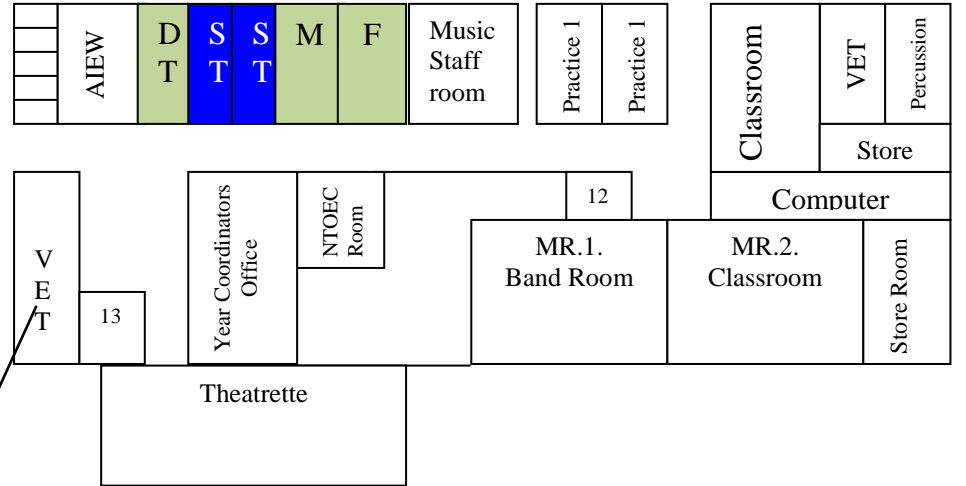 AIEW
D
T
S
T
S
T
M
F
Music
Staff
room
Practice 1
Practice 1
Classroom
VET
Percussion
Store
Computer
V
E
T
13
Year Coordinators
Office
NTOEC
Room
12
MR.1.
Band Room
MR.2.
Classroom
Store Room
Theatrette